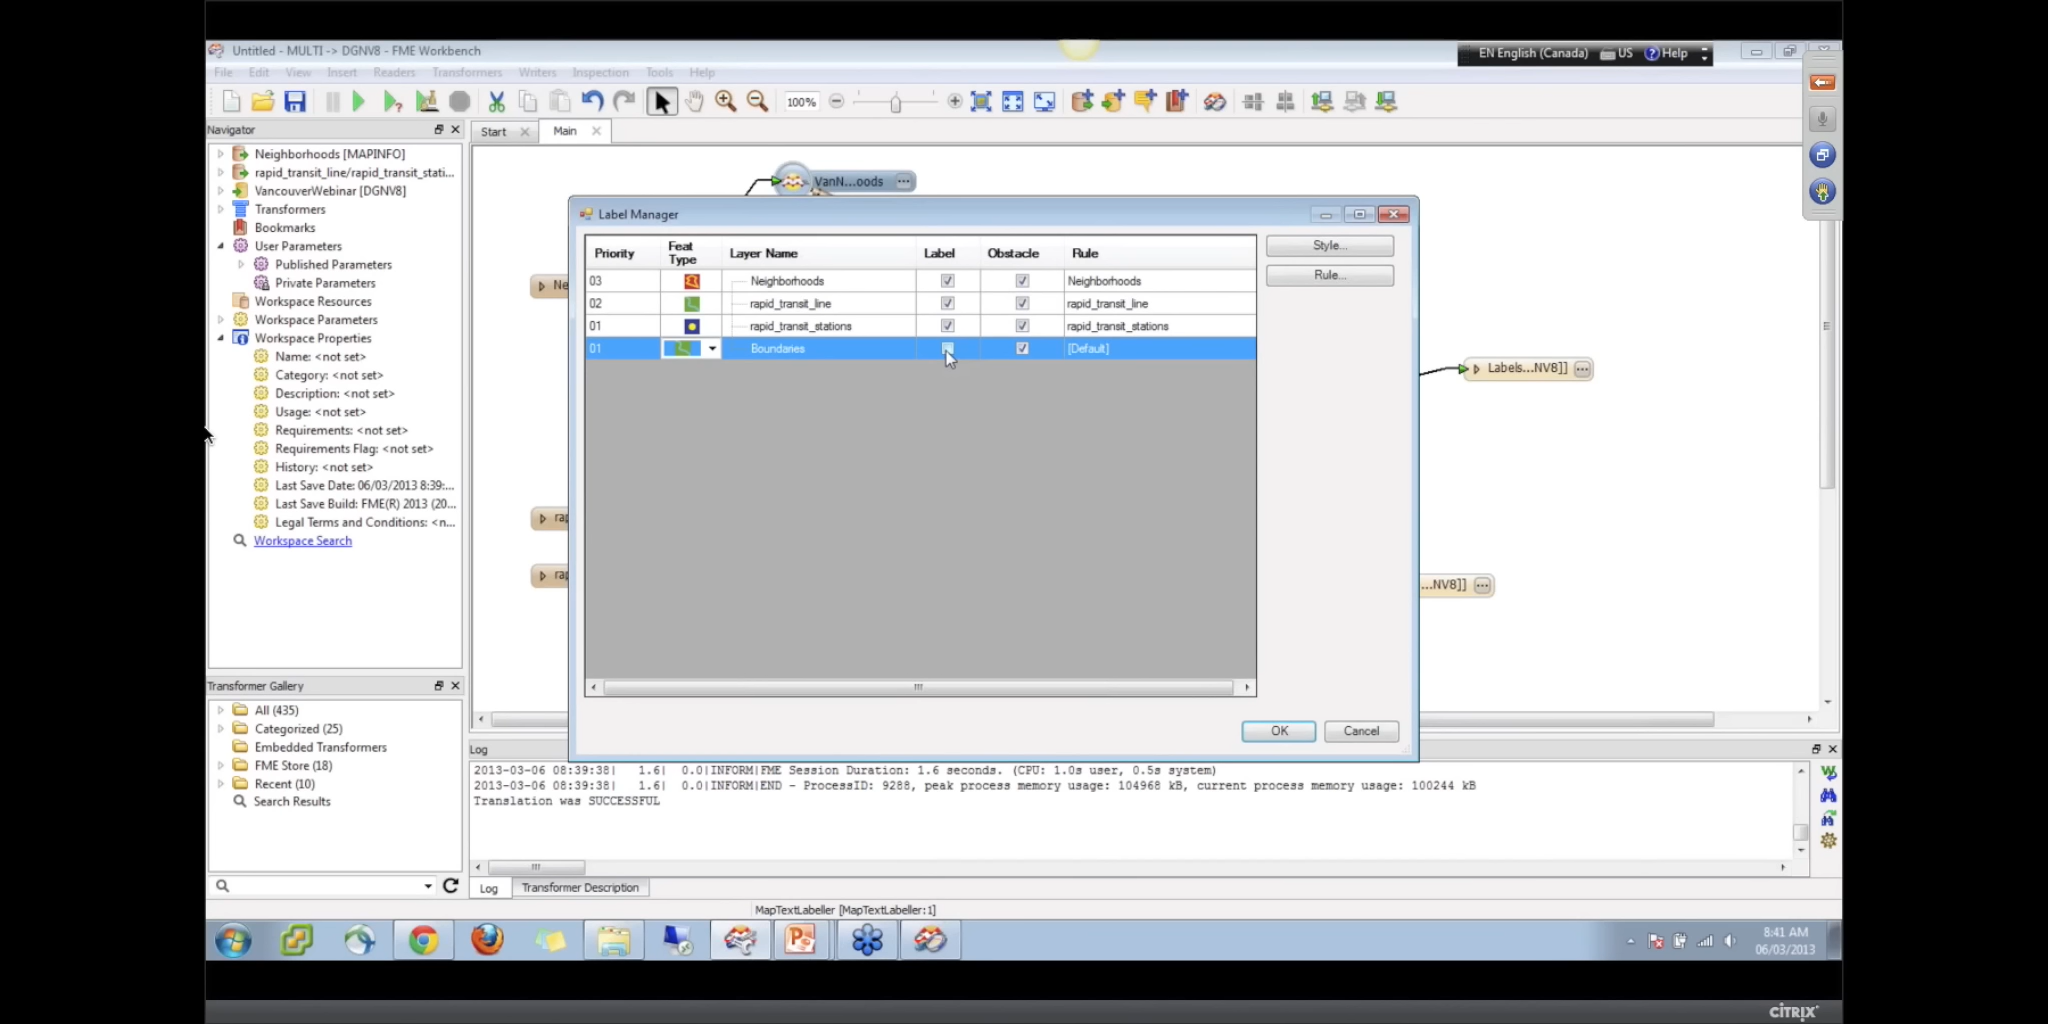 Untitled - MULTI -> DGNV8 - FME Workbench
EN English (Canada) US Help
File Edit View Insert Readers Transformers Writers Inspection Tools Help
100%
Navigator
Start
Main
Neighborhoods [MAPINFO]
rapid_transit_line/rapid_transit_stati...
VancouverWebinar [DGNV8]
Transformers
Bookmarks
User Parameters
Published Parameters
Private Parameters
Workspace Resources
Workspace Parameters
Workspace Properties
Name: <not set>
Category: <not set>
Description: <not set>
Usage: <not set>
Requirements: <not set>
Requirements Flag: <not set>
History: <not set>
Last Save Date: 06/03/2013 8:39:...
Last Save Build: FME(R) 2013 (20...
Legal Terms and Conditions: <n...
Workspace Search
VanN...oods
Ne
rap
rap
Labels...NV8]]
...NV8]]
Label Manager
Priority Feat Type Layer Name Label Obstacle Rule
03 Neighborhoods Neighborhoods
02 rapid_transit_line rapid_transit_line
01 rapid_transit_stations rapid_transit_stations
01 Boundaries [Default]
Style...
Rule...
OK
Cancel
Transformer Gallery
All (435)
Categorized (25)
Embedded Transformers
FME Store (18)
Recent (10)
Search Results
Log
2013-03-06 08:39:38| 1.6| 0.0|INFORM|FME Session Duration: 1.6 seconds. (CPU: 1.0s user, 0.5s system)
2013-03-06 08:39:38| 1.6| 0.0|INFORM|END - ProcessID: 9288, peak process memory usage: 104968 kB, current process memory usage: 100244 kB
Translation was SUCCESSFUL
Log
Transformer Description
MapTextLabeller [MapTextLabeller:1]
8:41 AM
06/03/2013
CITRIX